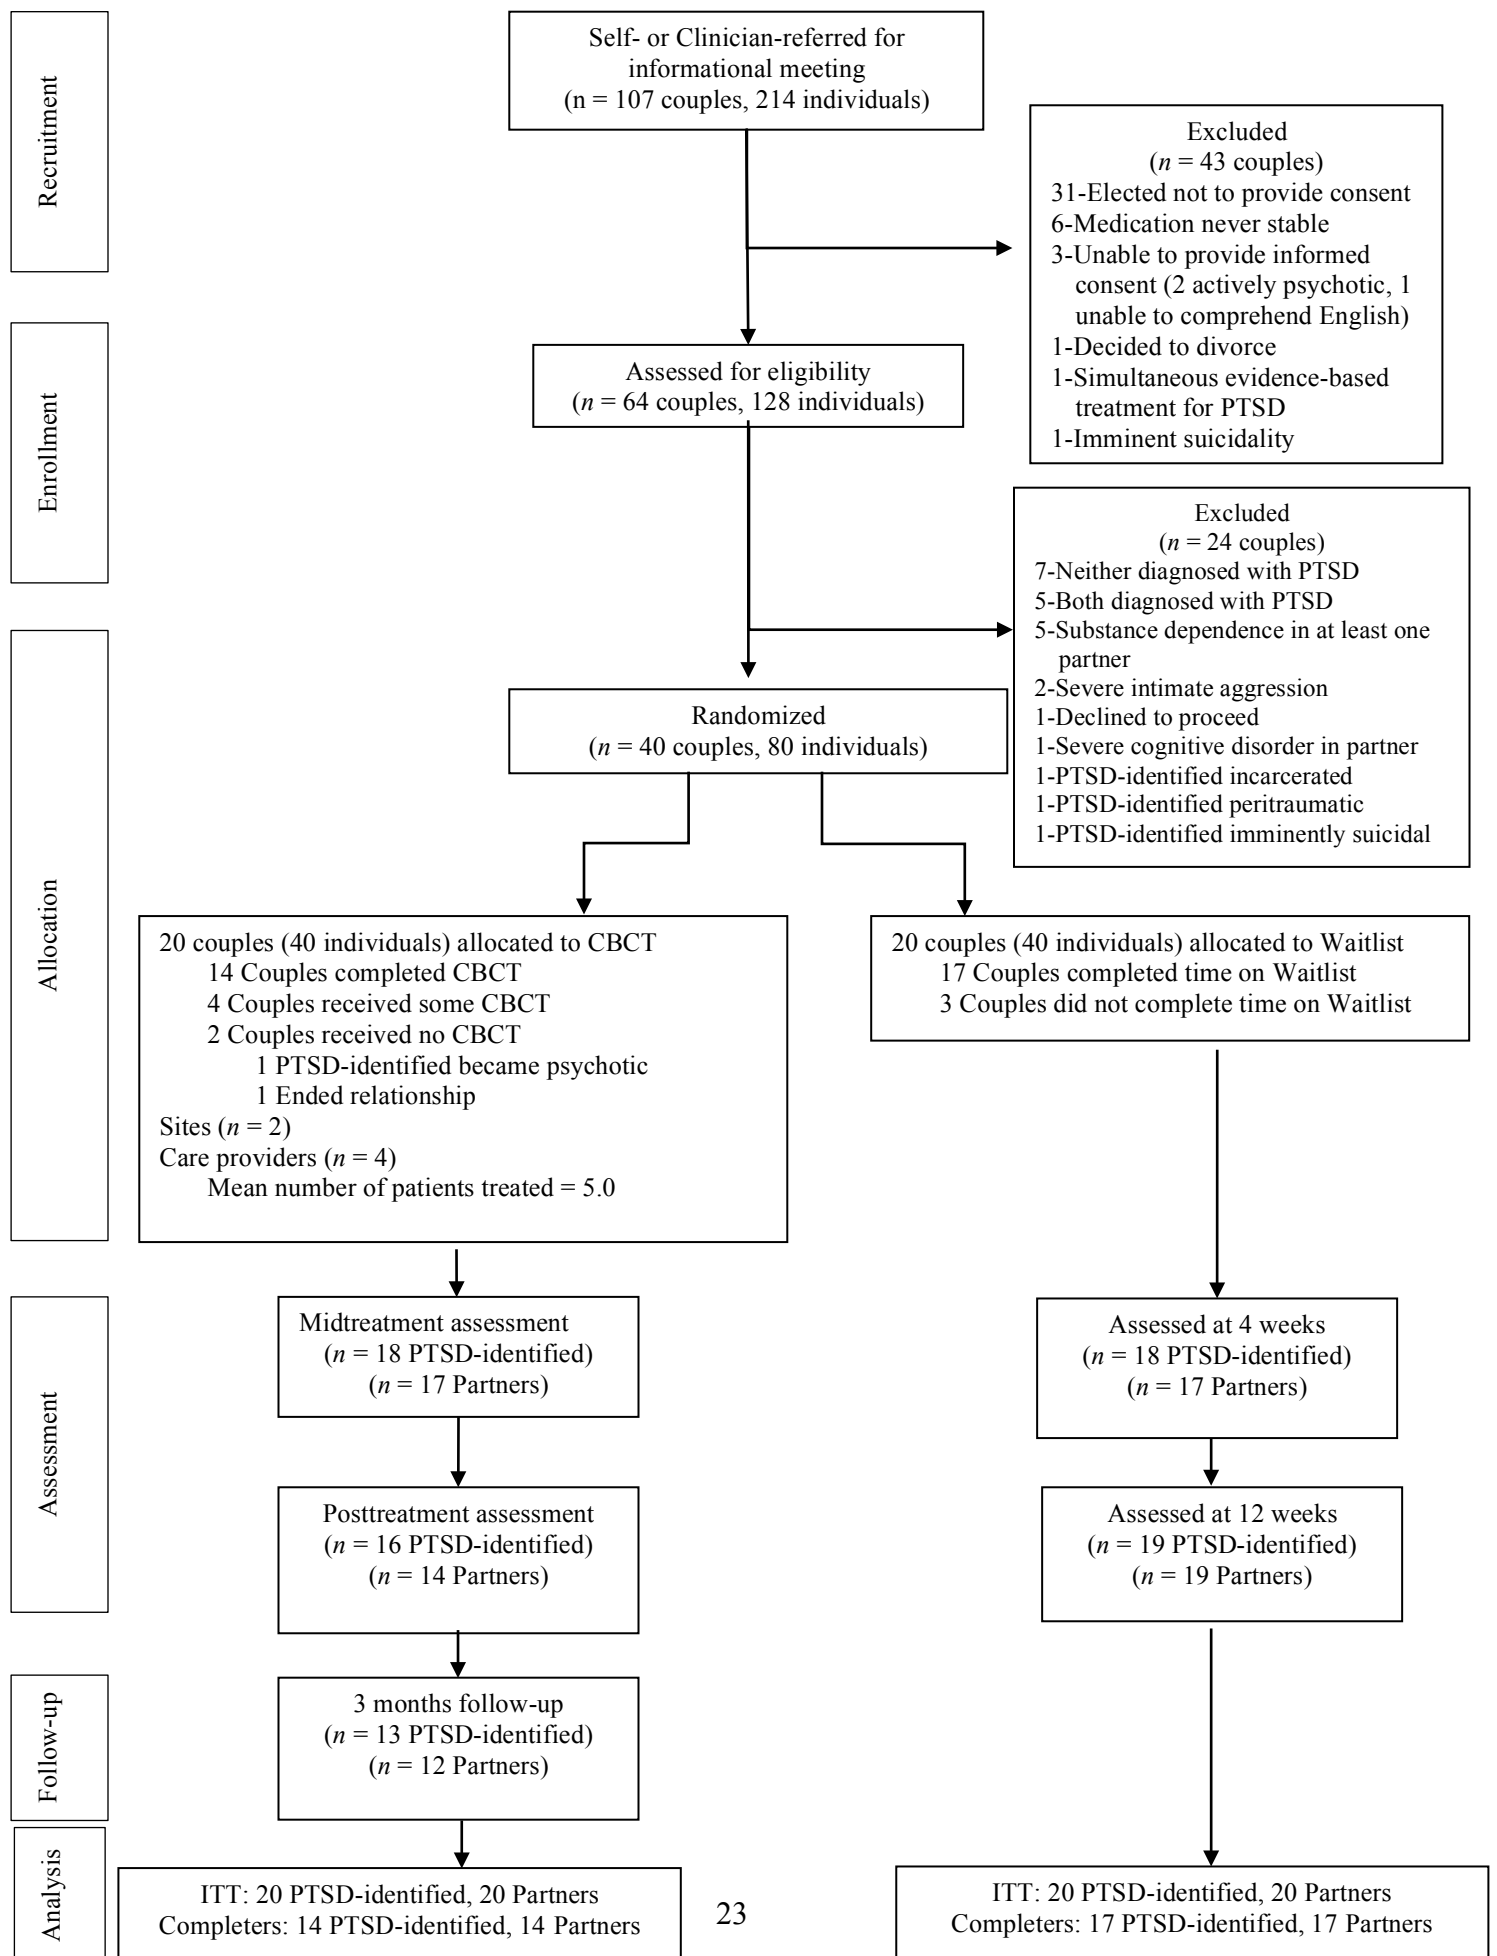 Recruitment
Self- or Clinician-referred for
informational meeting
(n = 107 couples, 214 individuals)
Excluded
(n = 43 couples)
31-Elected not to provide consent
6-Medication never stable
3-Unable to provide informed
consent (2 actively psychotic, 1
unable to comprehend English)
1-Decided to divorce
1-Simultaneous evidence-based
treatment for PTSD
1-Imminent suicidality
Enrollment
Assessed for eligibility
(n = 64 couples, 128 individuals)
Excluded
(n = 24 couples)
7-Neither diagnosed with PTSD
5-Both diagnosed with PTSD
5-Substance dependence in at least one
partner
2-Severe intimate aggression
1-Declined to proceed
1-Severe cognitive disorder in partner
1-PTSD-identified incarcerated
1-PTSD-identified peritraumatic
1-PTSD-identified imminently suicidal
Allocation
Randomized
(n = 40 couples, 80 individuals)
20 couples (40 individuals) allocated to CBCT
14 Couples completed CBCT
4 Couples received some CBCT
2 Couples received no CBCT
1 PTSD-identified became psychotic
1 Ended relationship
Sites (n = 2)
Care providers (n = 4)
Mean number of patients treated = 5.0
20 couples (40 individuals) allocated to Waitlist
17 Couples completed time on Waitlist
3 Couples did not complete time on Waitlist
Assessment
Midtreatment assessment
(n = 18 PTSD-identified)
(n = 17 Partners)
Assessed at 4 weeks
(n = 18 PTSD-identified)
(n = 17 Partners)
Posttreatment assessment
(n = 16 PTSD-identified)
(n = 14 Partners)
Assessed at 12 weeks
(n = 19 PTSD-identified)
(n = 19 Partners)
Follow-up
3 months follow-up
(n = 13 PTSD-identified)
(n = 12 Partners)
Analysis
ITT: 20 PTSD-identified, 20 Partners
Completers: 14 PTSD-identified, 14 Partners
23
ITT: 20 PTSD-identified, 20 Partners
Completers: 17 PTSD-identified, 17 Partners